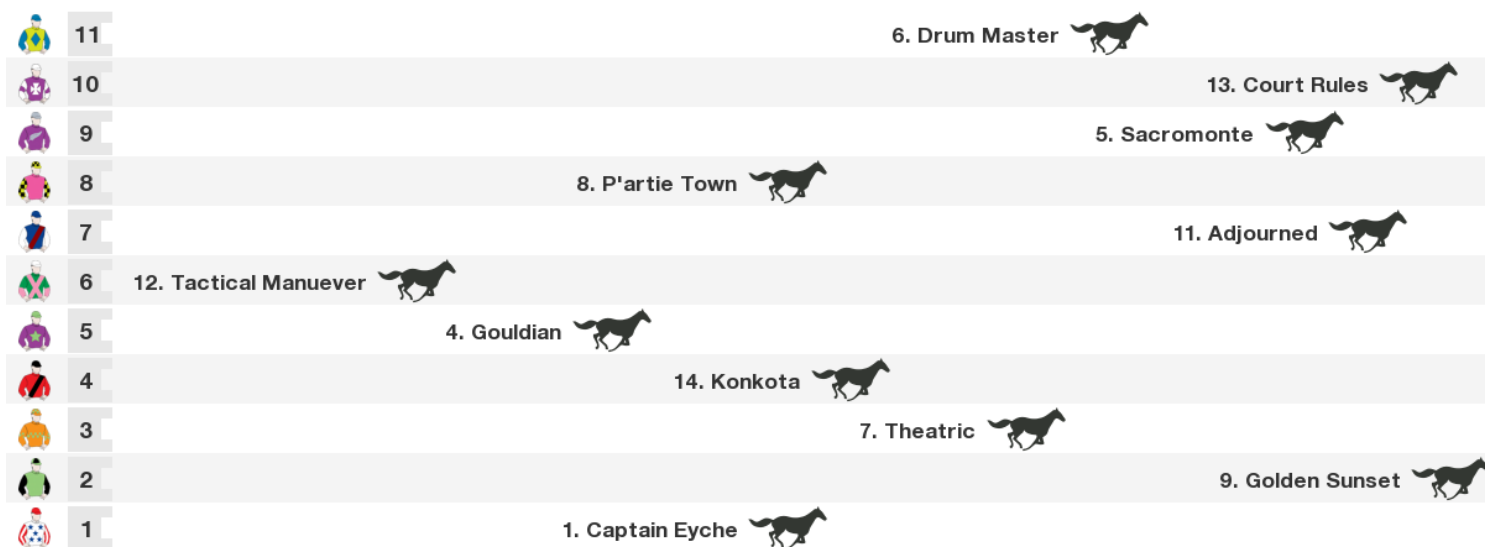 11 6. Drum Master
10 13. Court Rules
9 5. Sacromonte
8 8. P'artie Town
7 11. Adjourned
6 12. Tactical Manuever
5 4. Gouldian
4 14. Konkota
3 7. Theatric
2 9. Golden Sunset
1 1. Captain Eyche